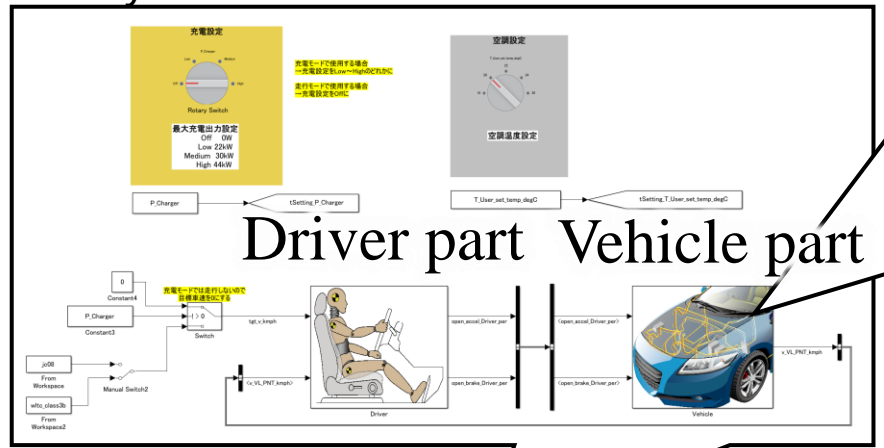 充電設定
P_Charger
Low
Medium
Off
High
Rotary Switch
最大充電出力設定
Off 0W
Low 22kW
Medium 30kW
High 44kW
充電モードで使用する場合
→充電設定をLow～Highのどれかに
走行モードで使用する場合
→充電設定をOffに
空調設定
空調温度設定
P_Charger
tSetting_P_Charger
T_User_set_temp_degC
tSetting_T_User_set_temp_degC
Driver part
Vehicle part
0
Constant4
充電モードでは走行しないので
目標車速を0にする
P_Charger
Constant3
! > 0
Switch
jc08
From
Workspace
Manual Switch2
wltc_class3b
From
Workspace2
tgt_v_kmph
<v_VL_PNT_kmph>
Driver
open_accel_Driver_per
open_brake_Driver_per
<open_accel_Driver_per>
<open_brake_Driver_per>
Vehicle
v_VL_PNT_kmph